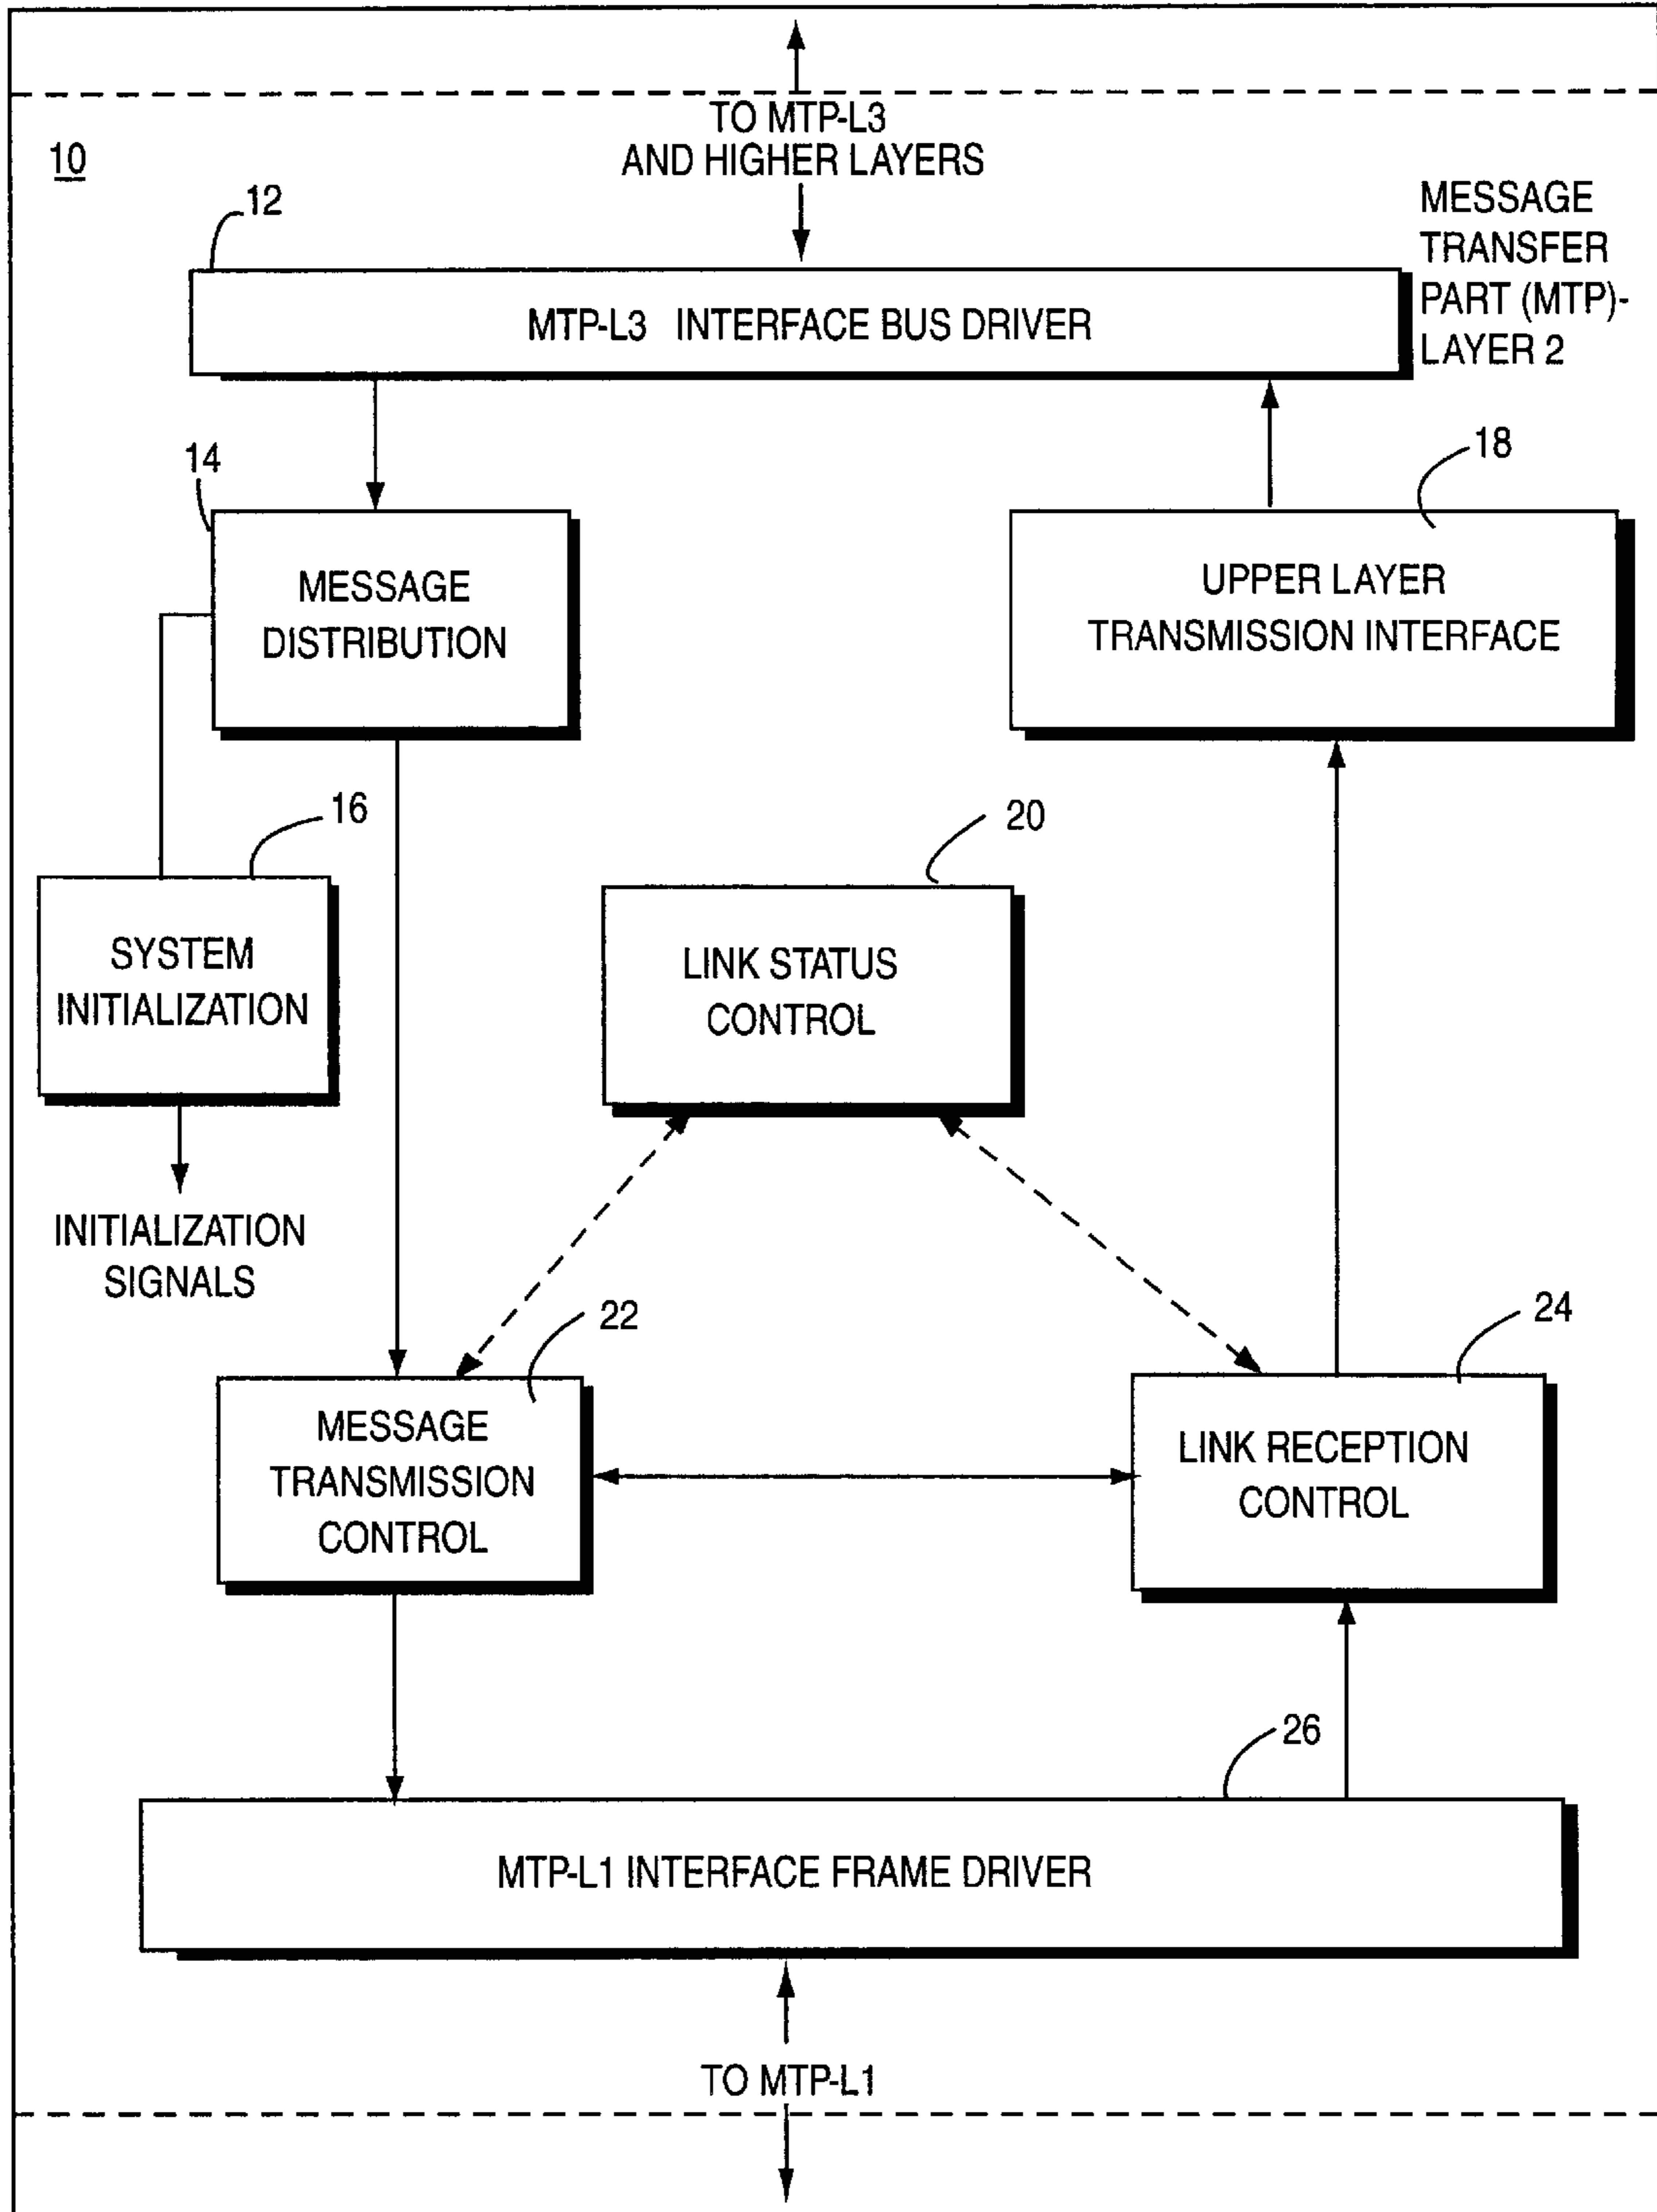 TO MTP-L3
AND HIGHER LAYERS
10
12
MESSAGE
TRANSFER
PART (MTP)-
LAYER 2
MTP-L3 INTERFACE BUS DRIVER
14
18
MESSAGE
DISTRIBUTION
UPPER LAYER
TRANSMISSION INTERFACE
16
20
SYSTEM
INITIALIZATION
LINK STATUS
CONTROL
INITIALIZATION
SIGNALS
22
24
MESSAGE
TRANSMISSION
CONTROL
LINK RECEPTION
CONTROL
26
MTP-L1 INTERFACE FRAME DRIVER
TO MTP-L1